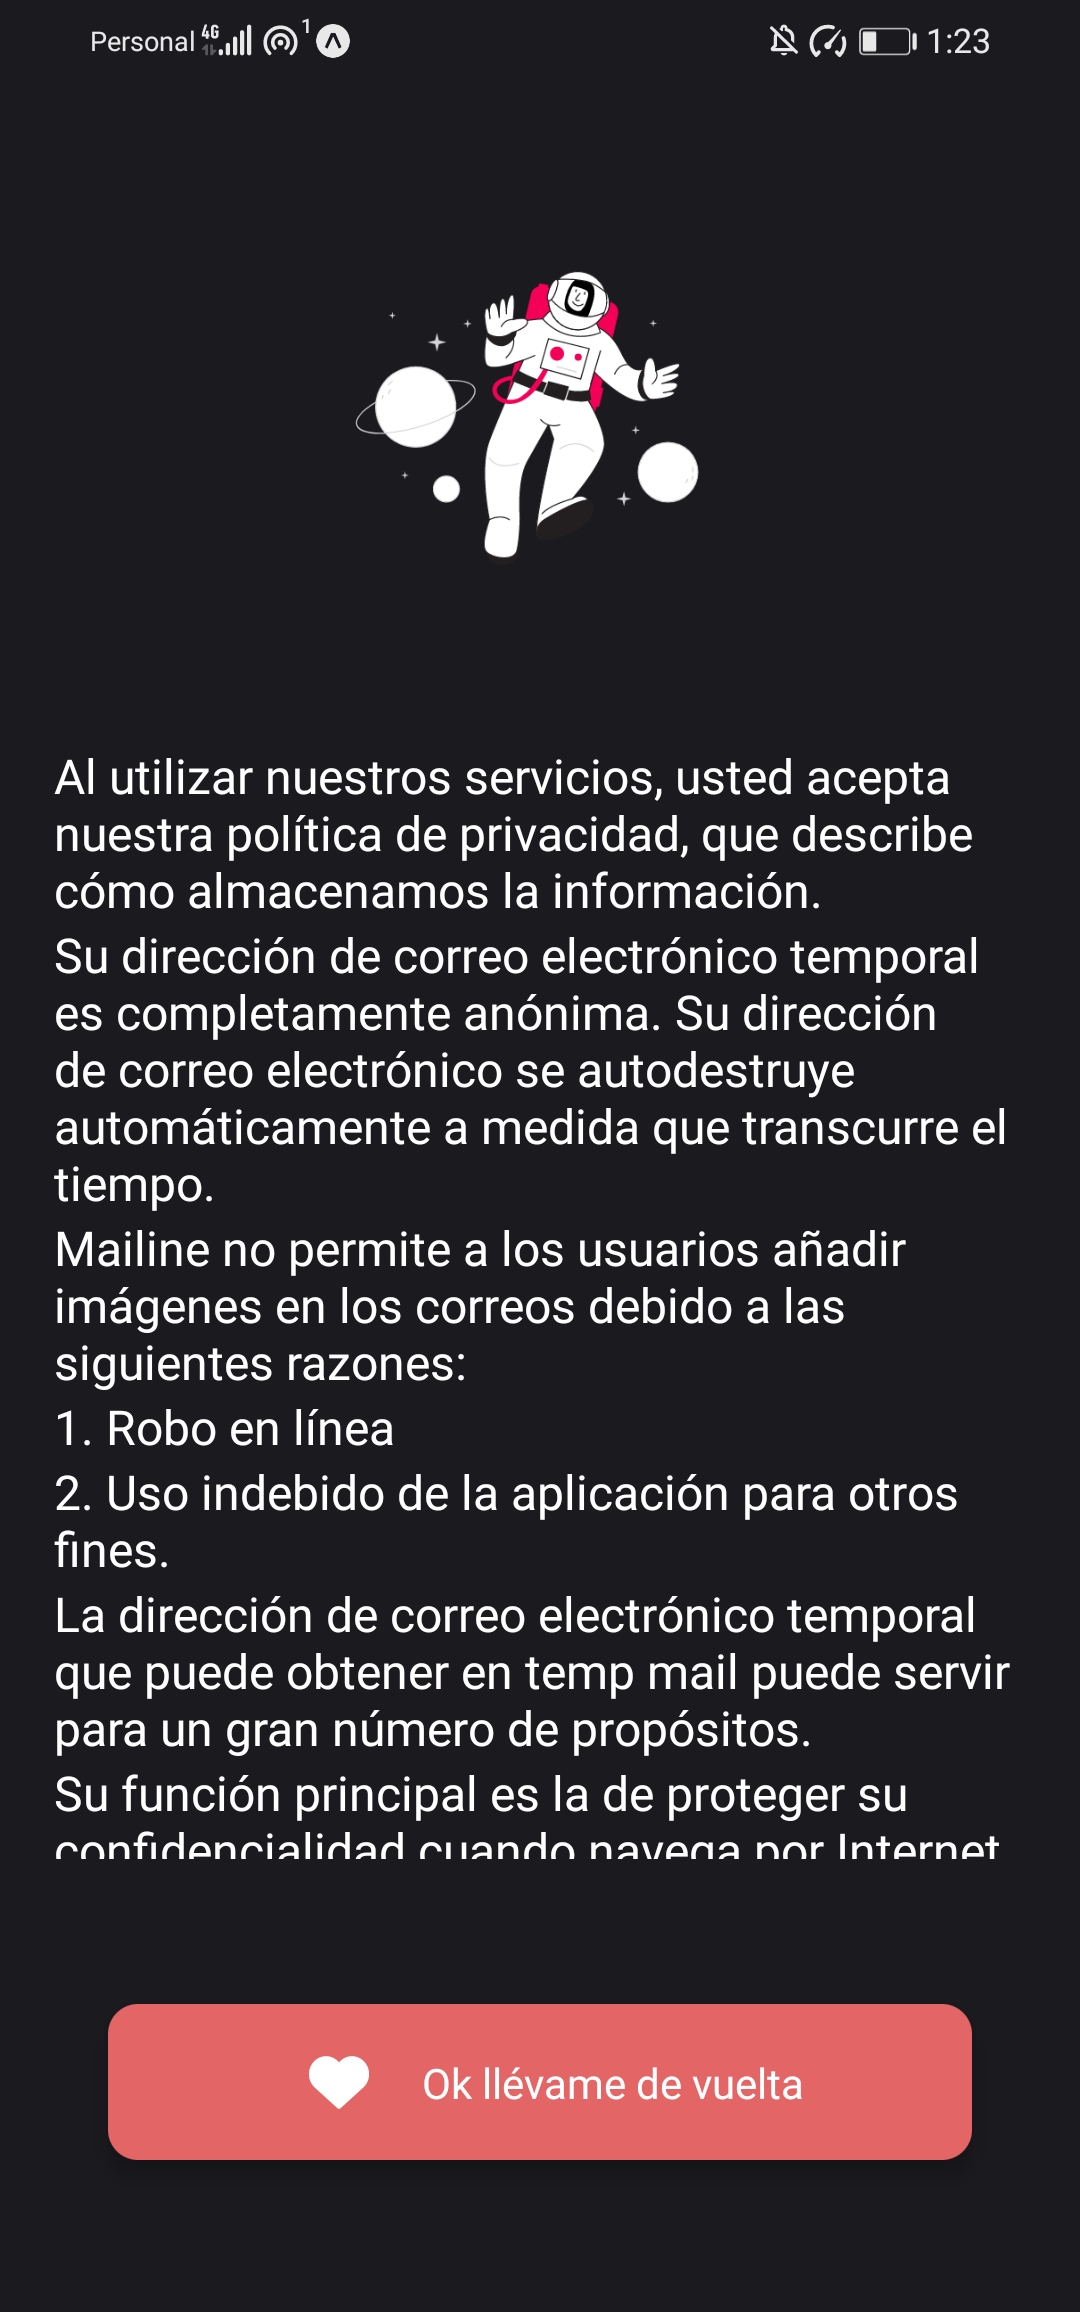 Personal 4G 1 1:23
Al utilizar nuestros servicios, usted acepta
nuestra política de privacidad, que describe
cómo almacenamos la información.
Su dirección de correo electrónico temporal
es completamente anónima. Su dirección
de correo electrónico se autodestruye
automáticamente a medida que transcurre el
tiempo.
Mailine no permite a los usuarios añadir
imágenes en los correos debido a las
siguientes razones:
1. Robo en línea
2. Uso indebido de la aplicación para otros
fines.
La dirección de correo electrónico temporal
que puede obtener en temp mail puede servir
para un gran número de propósitos.
Su función principal es la de proteger su
confidencialidad cuando navega por Internet
Ok llévame de vuelta